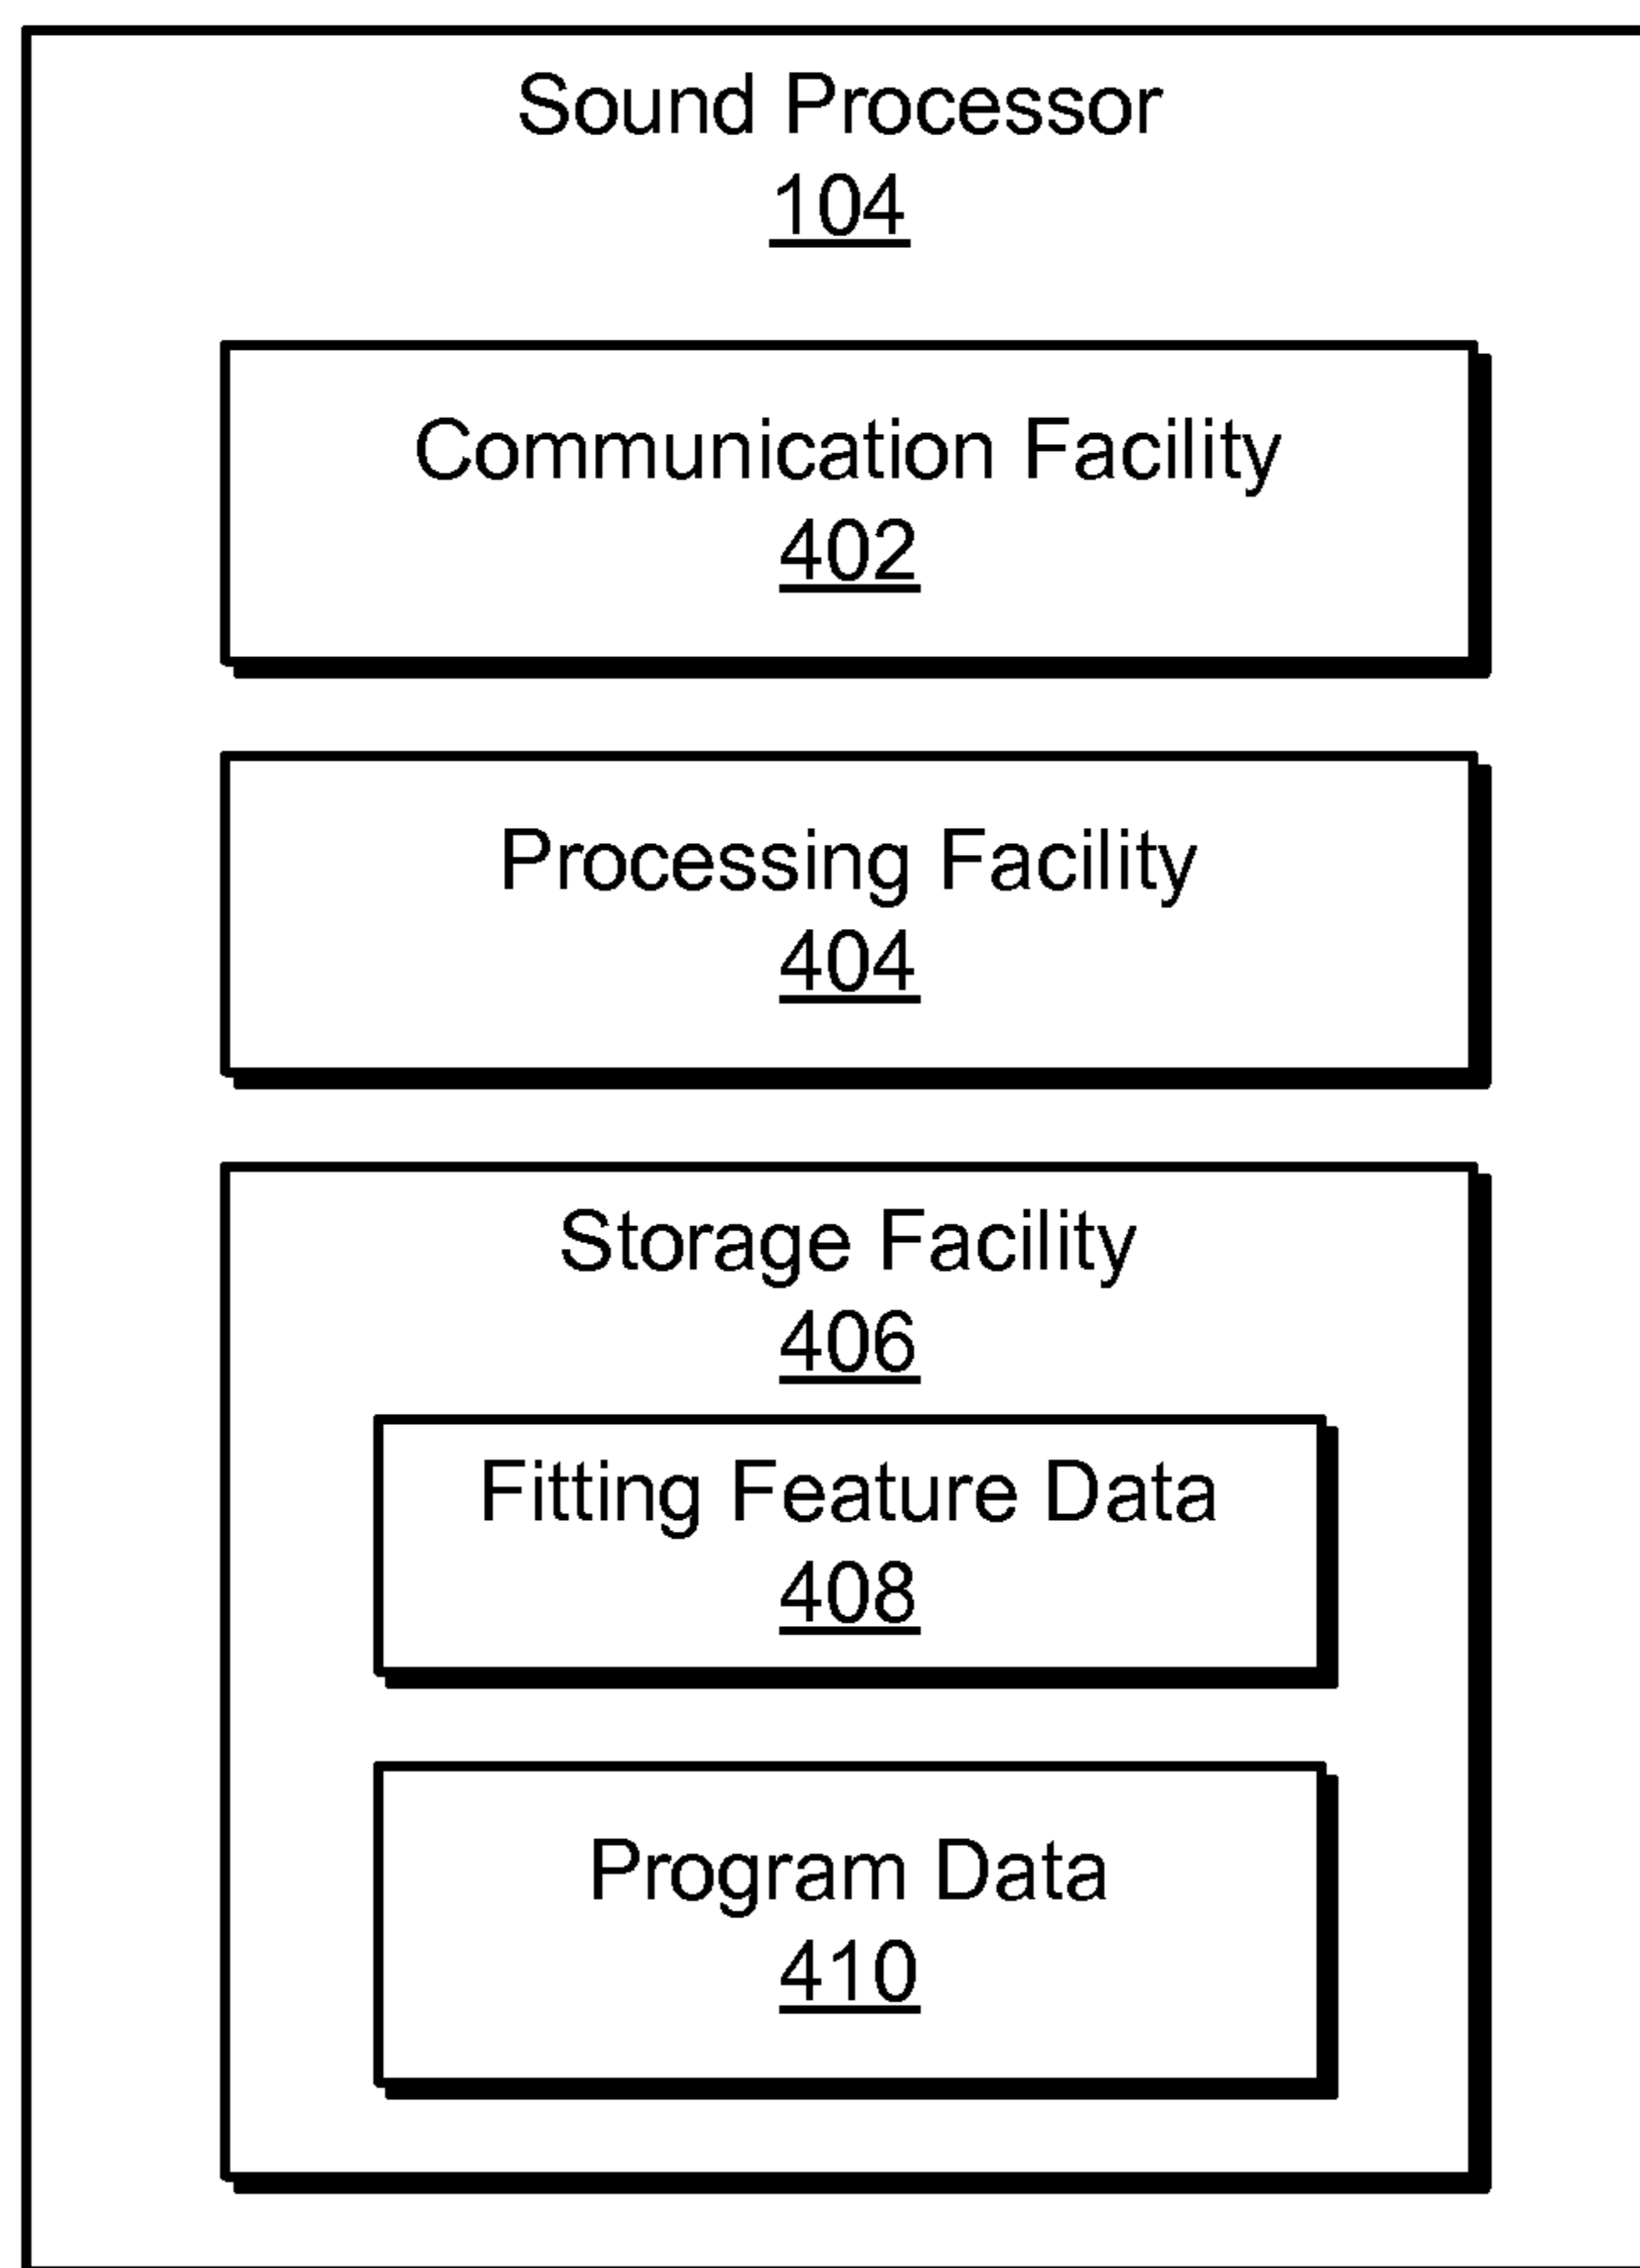 Sound Processor
104
Communication Facility
402
Processing Facility
404
Storage Facility
406
Fitting Feature Data
408
Program Data
410